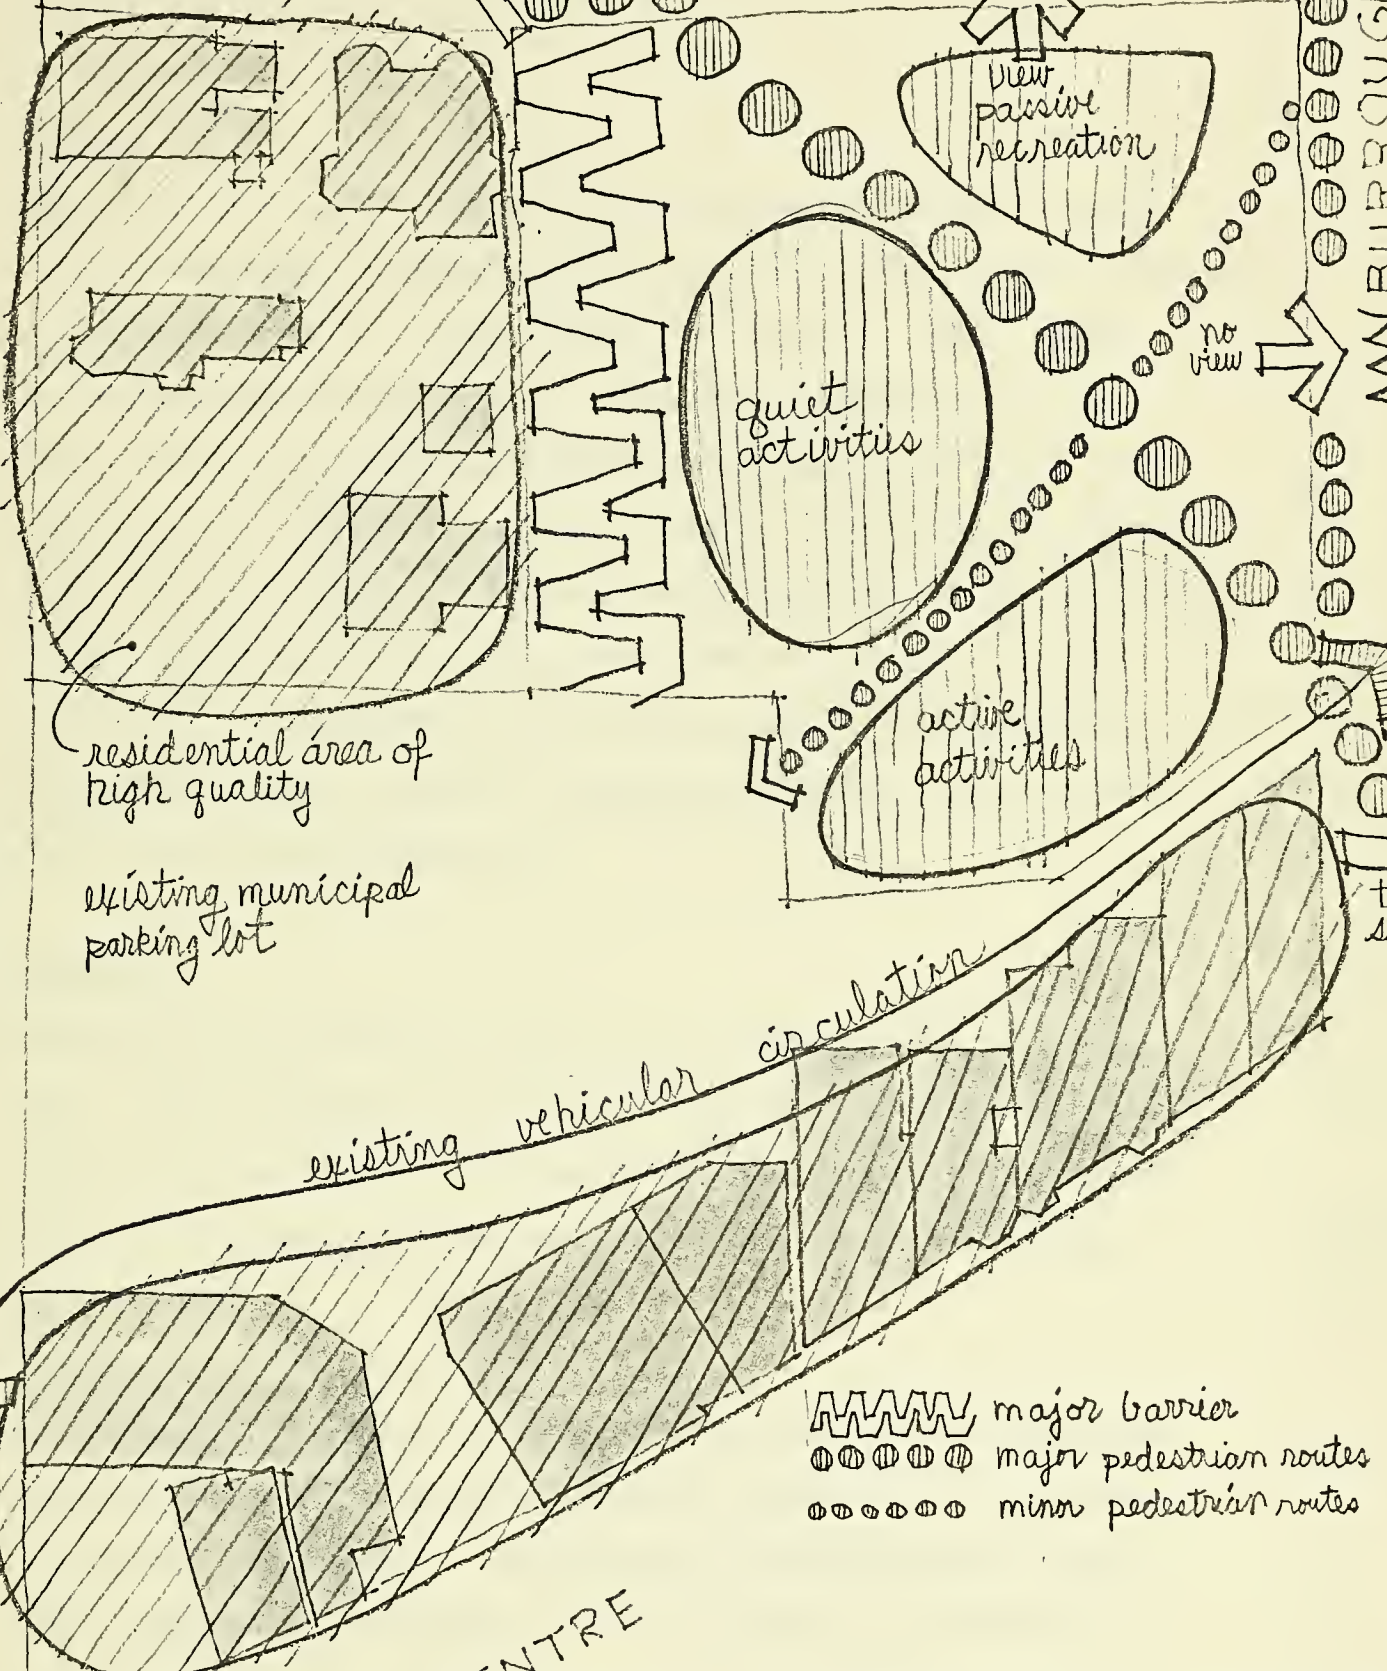 view
passive
recreation
no
view
quiet
activities
active
activities
residential area of
high quality
existing municipal
parking lot
existing vehicular circulation
major barrier
major pedestrian routes
minor pedestrian routes